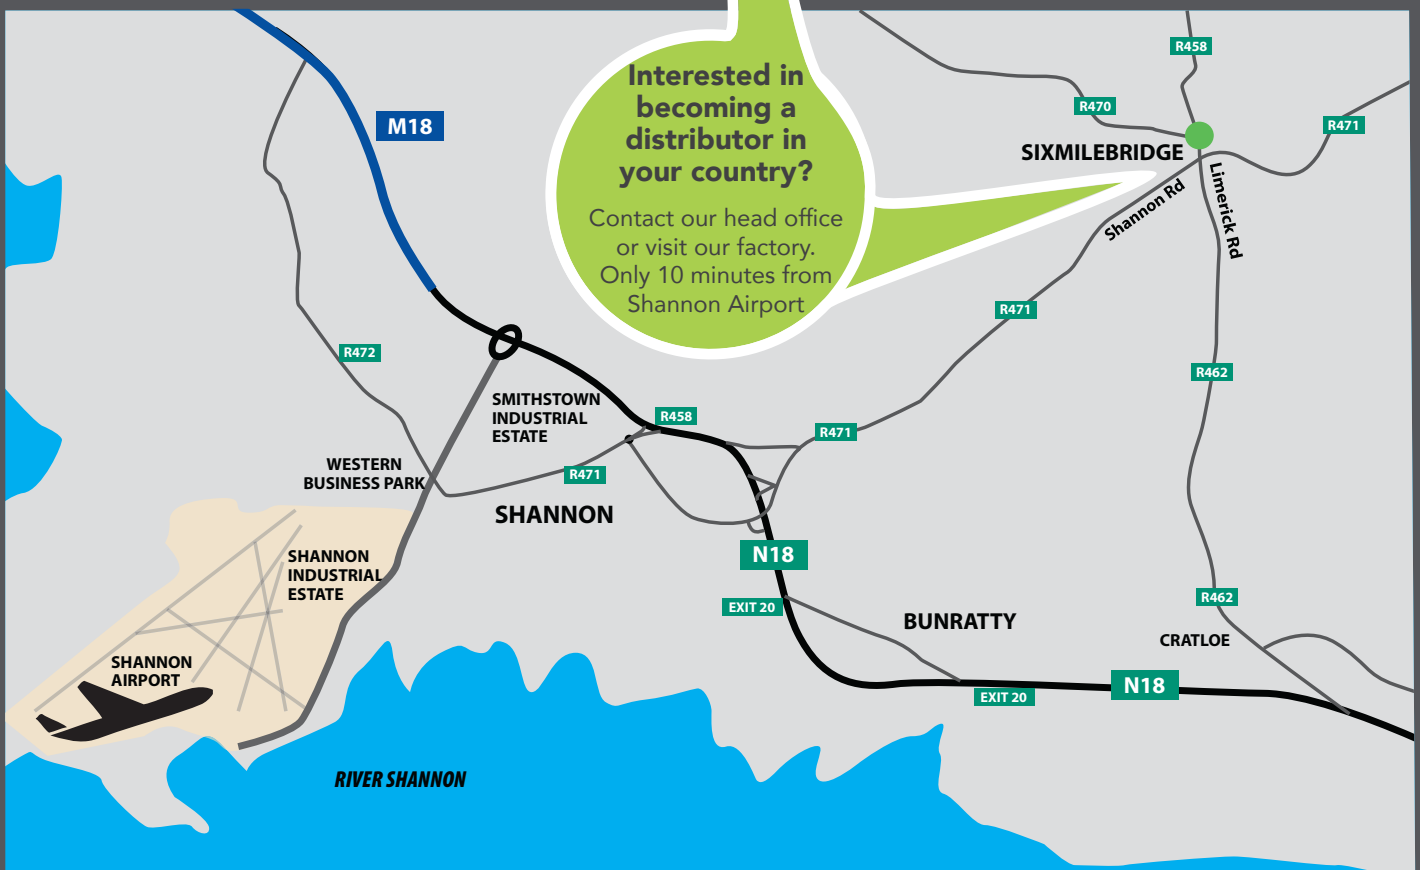 Interested in
becoming a
distributor in
your country?
Contact our head office
or visit our factory.
Only 10 minutes from
Shannon Airport
R458
M18
R470
R471
SIXMILEBRIDGE
Shannon Rd
Limerick Rd
R471
R472
R462
SMITHSTOWN
INDUSTRIAL
ESTATE
R458
R471
WESTERN
BUSINESS PARK
R471
SHANNON
N18
SHANNON
INDUSTRIAL
ESTATE
EXIT 20
R462
BUNRATTY
CRATLOE
SHANNON
AIRPORT
N18
EXIT 20
RIVER SHANNON